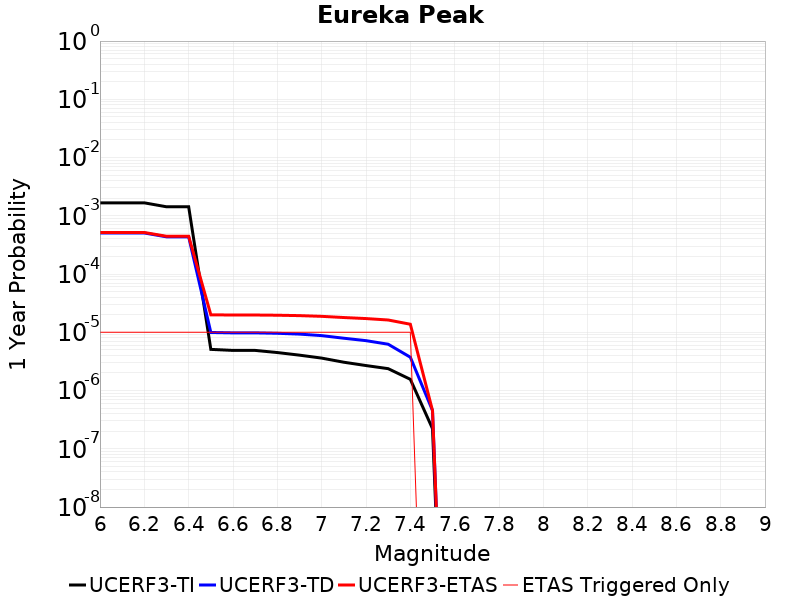 Eureka Peak
10^0
10^-1
10^-2
10^-3
10^-4
10^-5
10^-6
10^-7
10^-8
1 Year Probability
6 6.2 6.4 6.6 6.8 7 7.2 7.4 7.6 7.8 8 8.2 8.4 8.6 8.8 9
Magnitude
UCERF3-TI UCERF3-TD UCERF3-ETAS ETAS Triggered Only